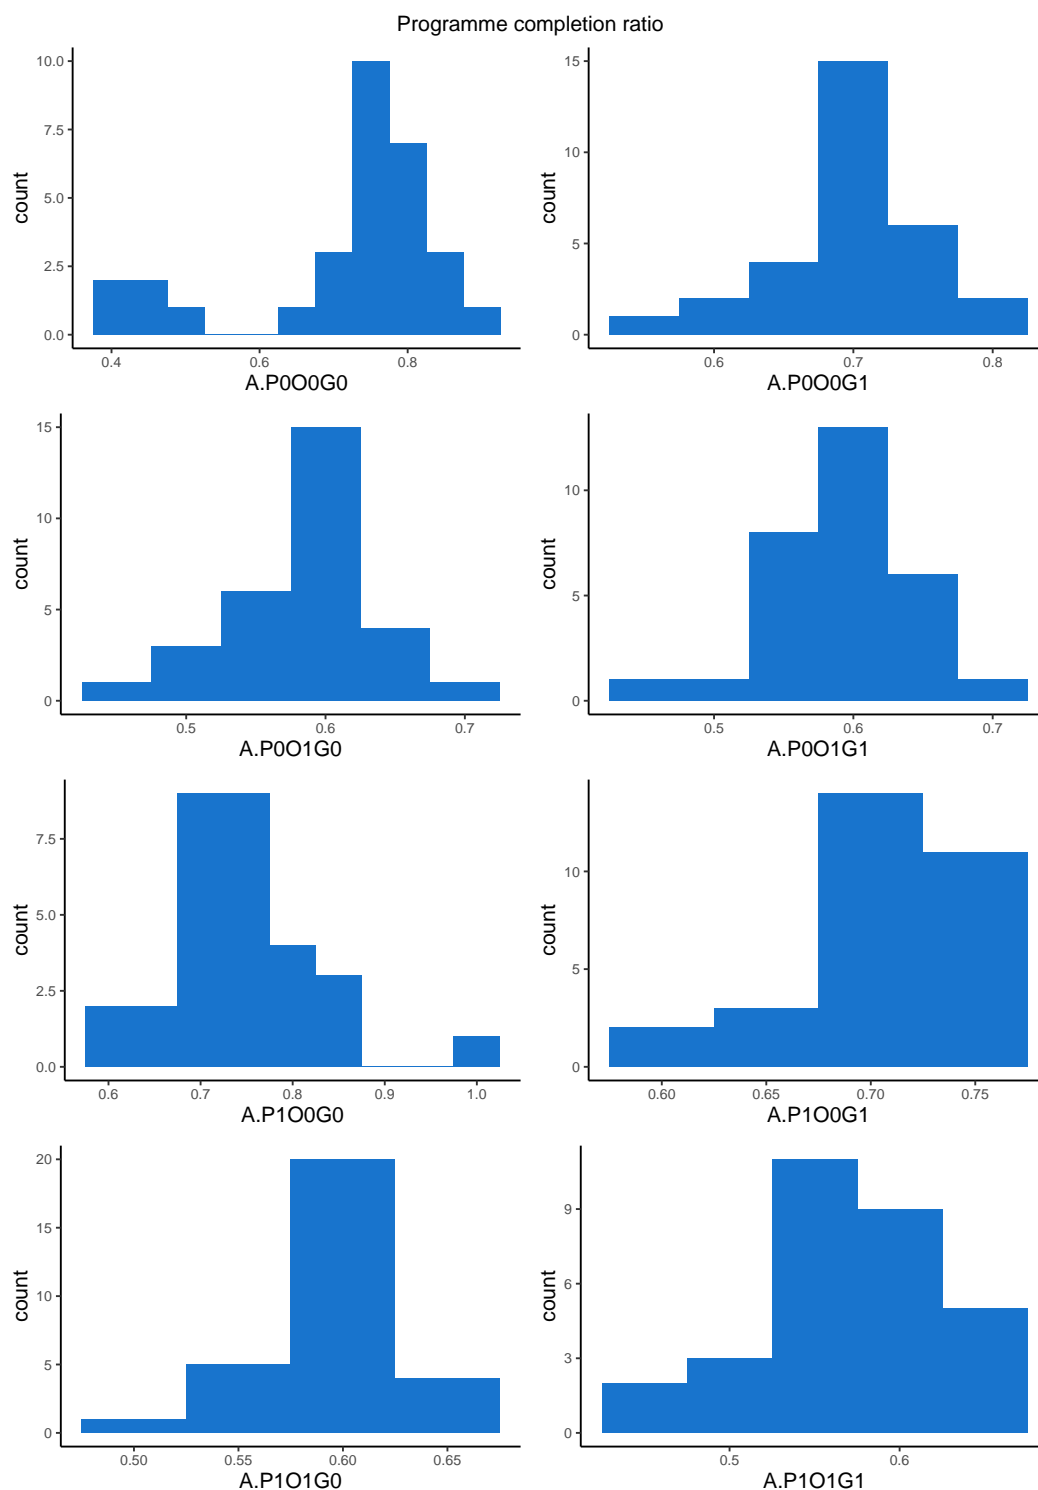 Programme completion ratio
10.0
7.5
5.0
2.5
0.0
count
0.4 0.6 0.8
A.P0O0G0
15
10
5
0
count
0.6 0.7 0.8
A.P0O0G1
15
10
5
0
count
0.5 0.6 0.7
A.P0O1G0
10
5
0
count
0.5 0.6 0.7
A.P0O1G1
7.5
5.0
2.5
0.0
count
0.6 0.7 0.8 0.9 1.0
A.P1O0G0
10
5
0
count
0.60 0.65 0.70 0.75
A.P1O0G1
20
15
10
5
0
count
0.50 0.55 0.60 0.65
A.P1O1G0
9
6
3
0
count
0.5 0.6
A.P1O1G1